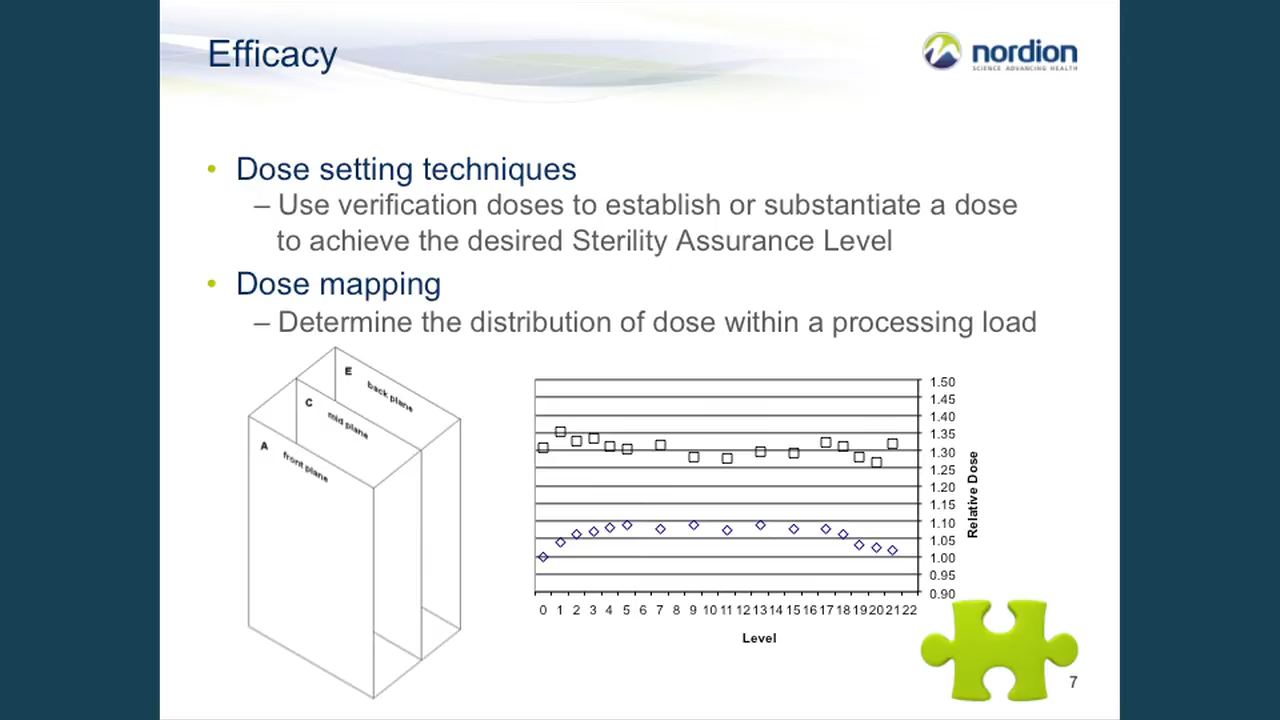 Efficacy
nordion
SCIENCE ADVANCING HEALTH
• Dose setting techniques
– Use verification doses to establish or substantiate a dose
to achieve the desired Sterility Assurance Level
• Dose mapping
– Determine the distribution of dose within a processing load
E back plane
C mid plane
A front plane
1.50
1.45
1.40
1.35
1.30
1.25
1.20
1.15
1.10
1.05
1.00
0.95
0.90
Relative Dose
0 1 2 3 4 5 6 7 8 9 10 11 12 13 14 15 16 17 18 19 20 21 22
Level
7